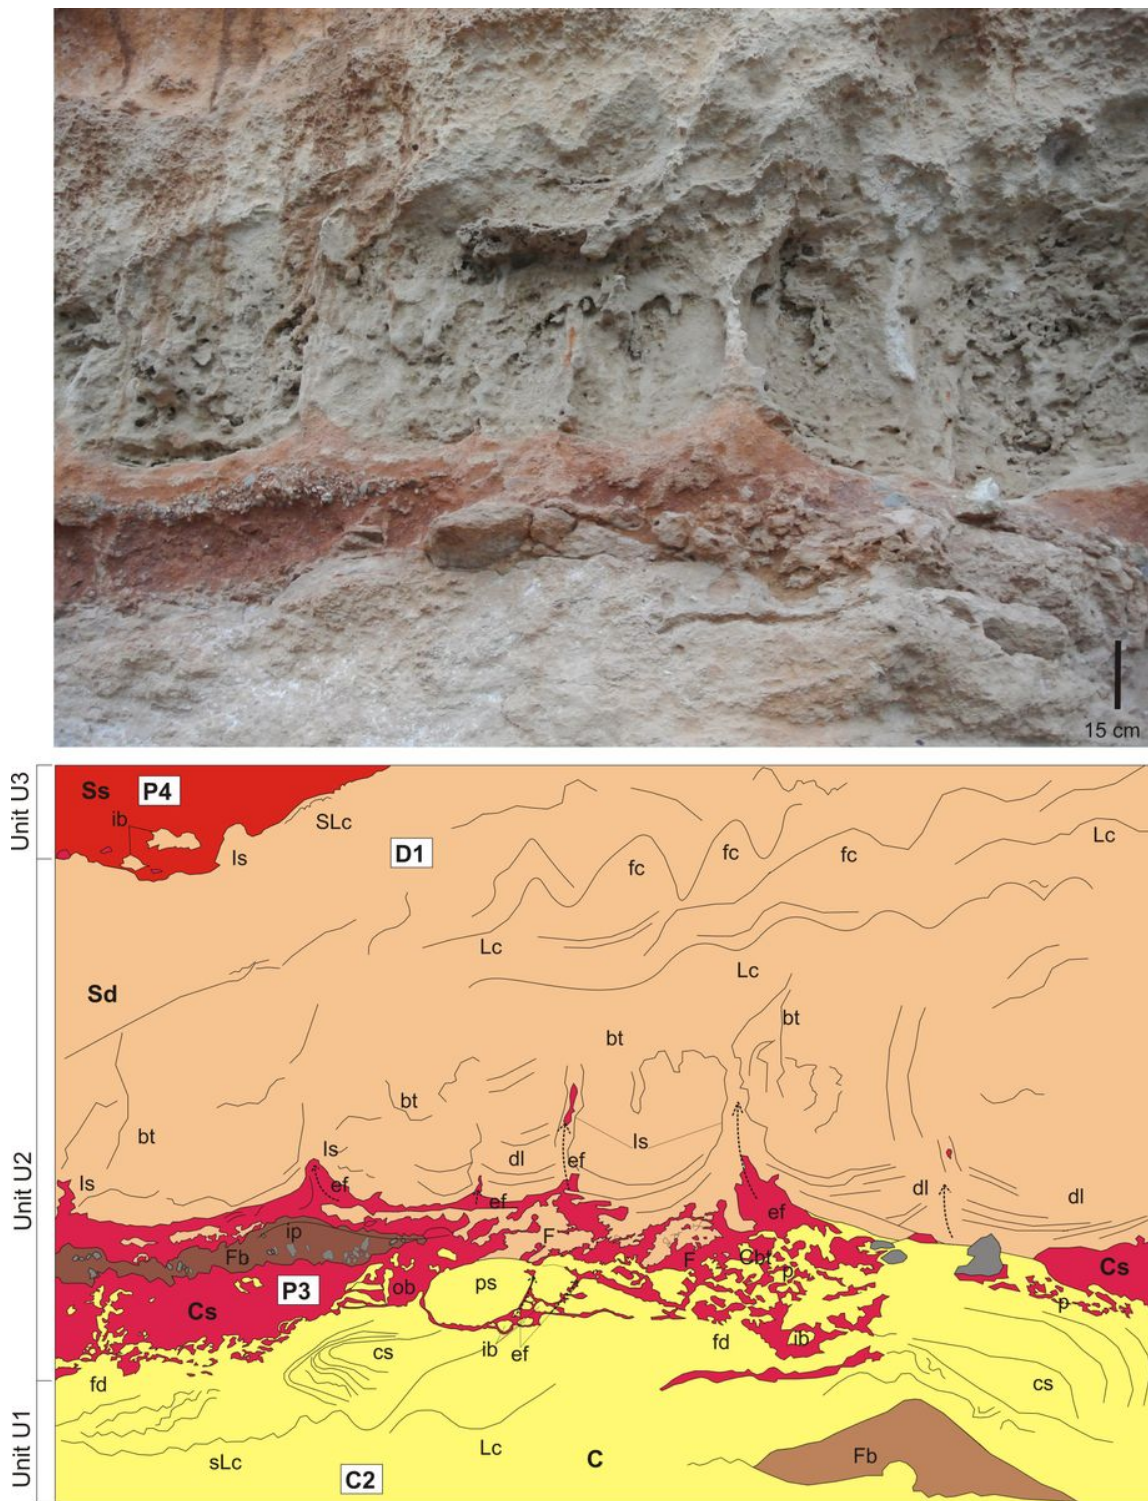 15 cm
Unit U3
Unit U2
Unit U1
Ss
P4
ib
SLc
ls
D1
fc
fc
fc
Lc
Lc
Lc
Sd
bt
bt
bt
bt
ls
ls
ls
ef
dl
ef
ef
dl
dl
ef
ip
Fb
F
F
Cbt
p
P3
Cs
ob
ps
Cs
p
ib
ef
fd
ib
cs
fd
cs
sLc
Lc
C
Fb
C2